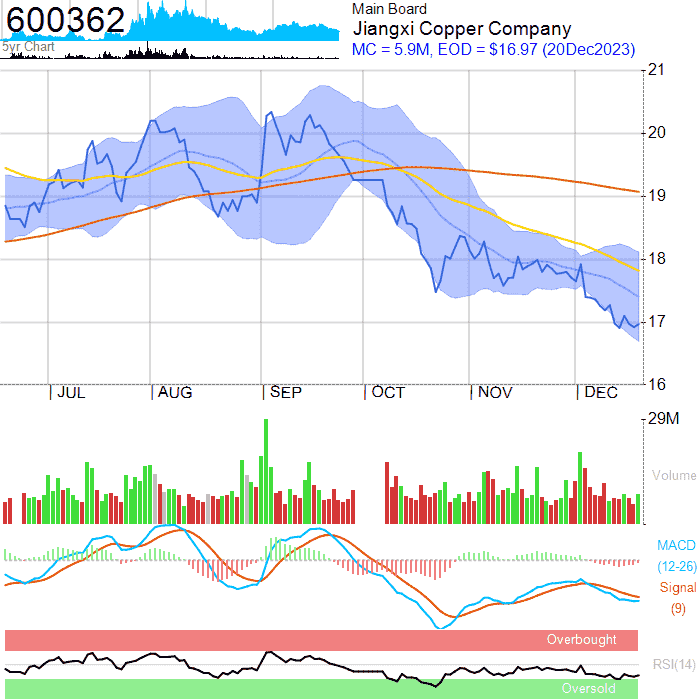 600362
5yr Chart
Main Board
Jiangxi Copper Company
MC = 5.9M, EOD = $16.97 (20Dec2023)
21
20
19
18
17
16
JUL AUG SEP OCT NOV DEC
29M
Volume
MACD
(12-26)
Signal
(9)
Overbought
RSI(14)
Oversold